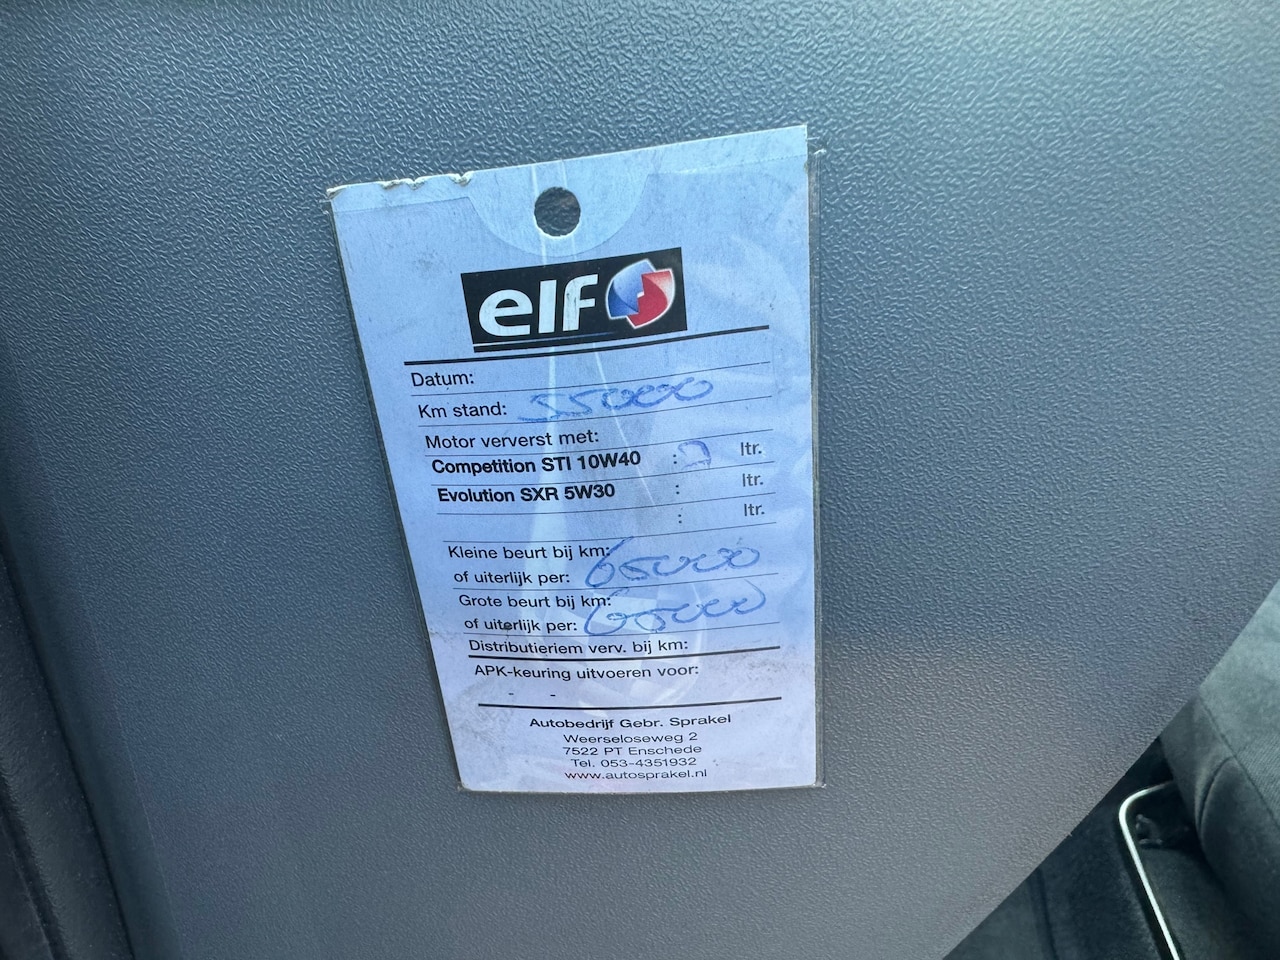 elf
Datum:
Km stand: 55000
Motor ververst met:
Competition STI 10W40 : ltr.
Evolution SXR 5W30 : ltr.
: ltr.
Kleine beurt bij km: 65000
of uiterlijk per:
Grote beurt bij km: 65000
of uiterlijk per:
Distributieriem verv. bij km:
APK-keuring uitvoeren voor:
- -
Autobedrijf Gebr. Sprakel
Weerseloseweg 2
7522 PT Enschede
Tel. 053-4351932
www.autosprakel.nl